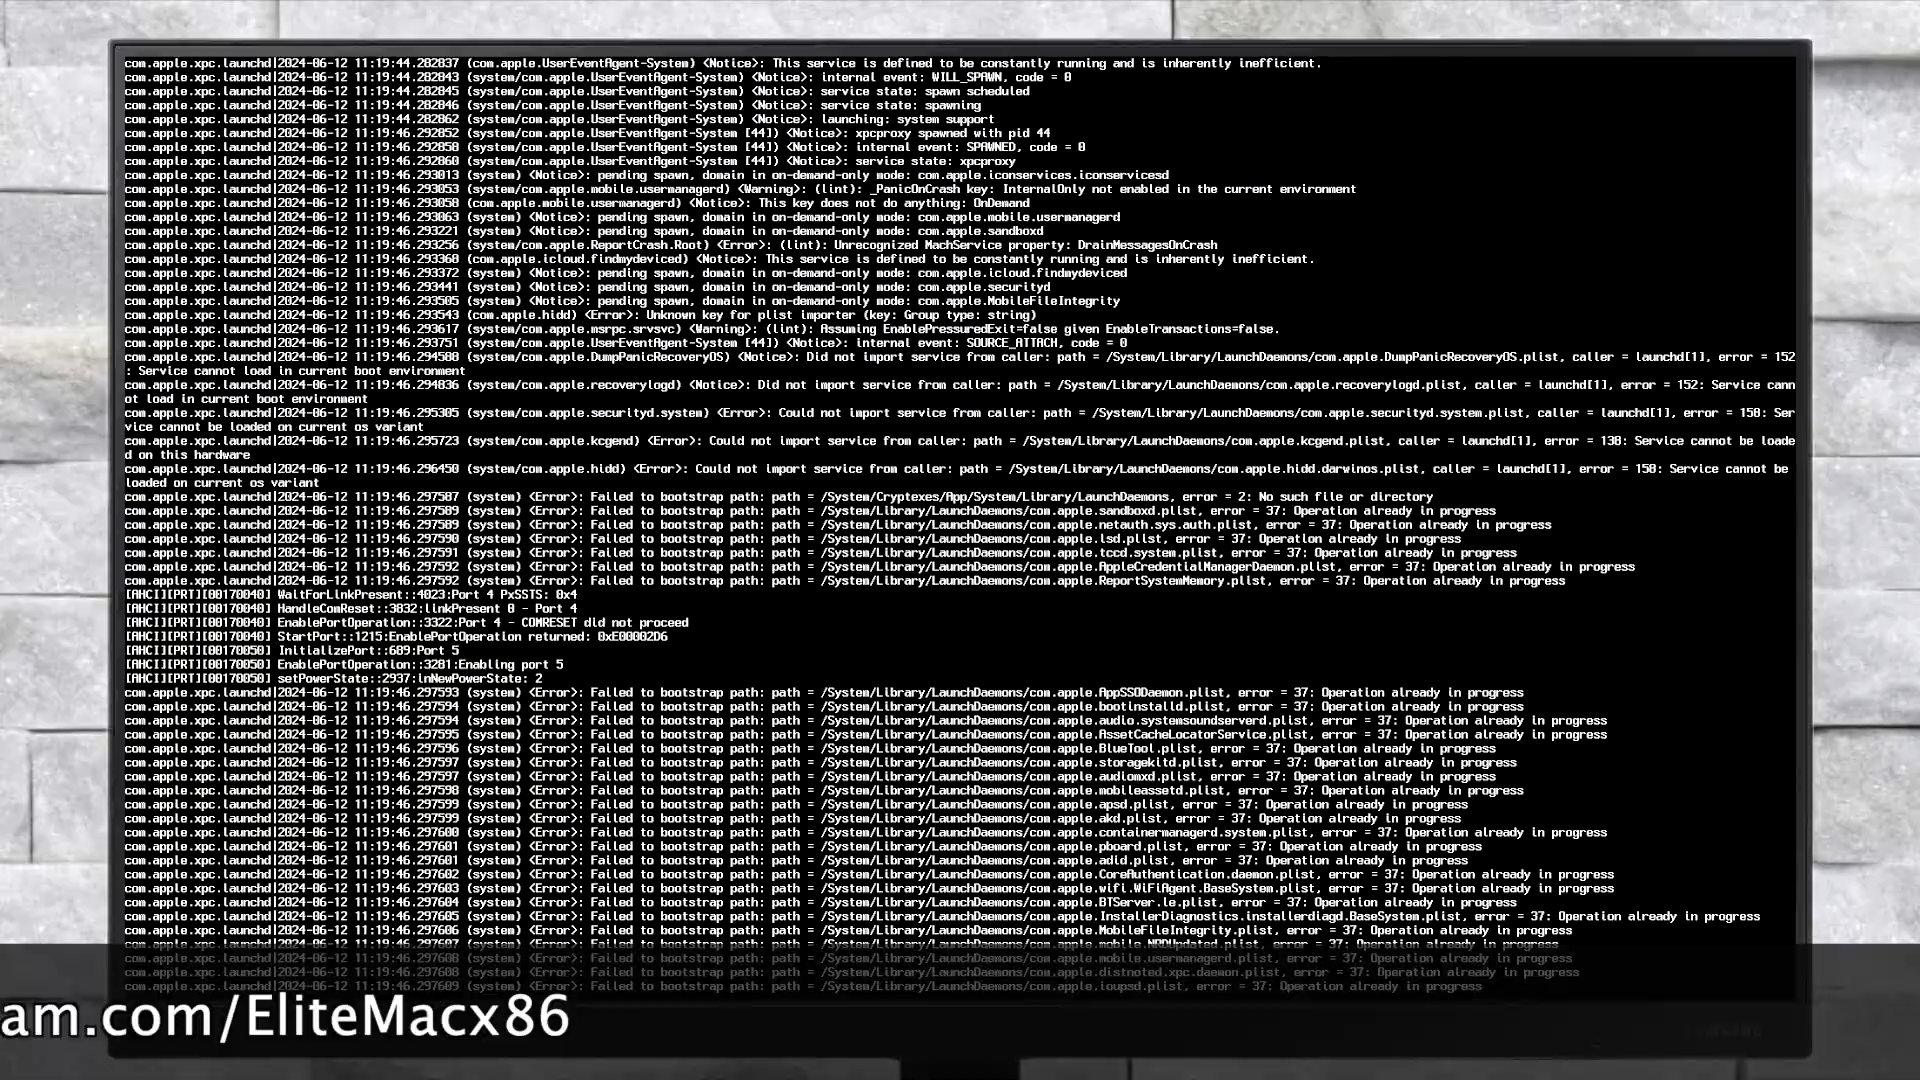 com.apple.xpc.launchd|2024-06-12 11:19:44.282837 (com.apple.UserEventAgent-System) <Notice>: This service is defined to be constantly running and is inherently inefficient.
com.apple.xpc.launchd|2024-06-12 11:19:44.282843 (system/com.apple.UserEventAgent-System) <Notice>: internal event: WILL_SPAWN, code = 0
com.apple.xpc.launchd|2024-06-12 11:19:44.282845 (system/com.apple.UserEventAgent-System) <Notice>: service state: spawn scheduled
com.apple.xpc.launchd|2024-06-12 11:19:44.282846 (system/com.apple.UserEventAgent-System) <Notice>: service state: spawning
com.apple.xpc.launchd|2024-06-12 11:19:44.282862 (system/com.apple.UserEventAgent-System) <Notice>: launching: system support
com.apple.xpc.launchd|2024-06-12 11:19:46.292852 (system/com.apple.UserEventAgent-System [44]) <Notice>: xpcproxy spawned with pid 44
com.apple.xpc.launchd|2024-06-12 11:19:46.292858 (system/com.apple.UserEventAgent-System [44]) <Notice>: internal event: SPAWNED, code = 0
com.apple.xpc.launchd|2024-06-12 11:19:46.292860 (system/com.apple.UserEventAgent-System [44]) <Notice>: service state: xpcproxy
com.apple.xpc.launchd|2024-06-12 11:19:46.293013 (system) <Notice>: pending spawn, domain in on-demand-only mode: com.apple.iconservices.iconservicesd
com.apple.xpc.launchd|2024-06-12 11:19:46.293053 (system/com.apple.mobile.usermanagerd) <Warning>: (lint): _PanicOnCrash key: InternalOnly not enabled in the current environment
com.apple.xpc.launchd|2024-06-12 11:19:46.293058 (com.apple.mobile.usermanagerd) <Notice>: This key does not do anything: OnDemand
com.apple.xpc.launchd|2024-06-12 11:19:46.293063 (system) <Notice>: pending spawn, domain in on-demand-only mode: com.apple.mobile.usermanagerd
com.apple.xpc.launchd|2024-06-12 11:19:46.293221 (system) <Notice>: pending spawn, domain in on-demand-only mode: com.apple.sandboxd
com.apple.xpc.launchd|2024-06-12 11:19:46.293256 (system/com.apple.ReportCrash.Root) <Error>: (lint): Unrecognized MachService property: DrainMessagesOnCrash
com.apple.xpc.launchd|2024-06-12 11:19:46.293368 (com.apple.icloud.findmydeviced) <Notice>: This service is defined to be constantly running and is inherently inefficient.
com.apple.xpc.launchd|2024-06-12 11:19:46.293372 (system) <Notice>: pending spawn, domain in on-demand-only mode: com.apple.icloud.findmydeviced
com.apple.xpc.launchd|2024-06-12 11:19:46.293441 (system) <Notice>: pending spawn, domain in on-demand-only mode: com.apple.securityd
com.apple.xpc.launchd|2024-06-12 11:19:46.293505 (system) <Notice>: pending spawn, domain in on-demand-only mode: com.apple.MobileFileIntegrity
com.apple.xpc.launchd|2024-06-12 11:19:46.293543 (com.apple.hidd) <Error>: Unknown key for plist importer (key: Group type: string)
com.apple.xpc.launchd|2024-06-12 11:19:46.293617 (system/com.apple.msrpc.srvsvc) <Warning>: (lint): Assuming EnablePressuredExit=false given EnableTransactions=false.
com.apple.xpc.launchd|2024-06-12 11:19:46.293751 (system/com.apple.UserEventAgent-System [44]) <Notice>: internal event: SOURCE_ATTACH, code = 0
com.apple.xpc.launchd|2024-06-12 11:19:46.294508 (system/com.apple.DumpPanicRecoveryOS) <Notice>: Did not import service from caller: path = /System/Library/LaunchDaemons/com.apple.DumpPanicRecoveryOS.plist, caller = launchd[1], error = 152
: Service cannot load in current boot environment
com.apple.xpc.launchd|2024-06-12 11:19:46.294836 (system/com.apple.recoverylogd) <Notice>: Did not import service from caller: path = /System/Library/LaunchDaemons/com.apple.recoverylogd.plist, caller = launchd[1], error = 152: Service cann
ot load in current boot environment
com.apple.xpc.launchd|2024-06-12 11:19:46.295305 (system/com.apple.securityd.system) <Error>: Could not import service from caller: path = /System/Library/LaunchDaemons/com.apple.securityd.system.plist, caller = launchd[1], error = 150: Ser
vice cannot be loaded on current os variant
com.apple.xpc.launchd|2024-06-12 11:19:46.295723 (system/com.apple.kcgend) <Error>: Could not import service from caller: path = /System/Library/LaunchDaemons/com.apple.kcgend.plist, caller = launchd[1], error = 138: Service cannot be loade
d on this hardware
com.apple.xpc.launchd|2024-06-12 11:19:46.296450 (system/com.apple.hidd) <Error>: Could not import service from caller: path = /System/Library/LaunchDaemons/com.apple.hidd.darwinos.plist, caller = launchd[1], error = 150: Service cannot be
loaded on current os variant
com.apple.xpc.launchd|2024-06-12 11:19:46.297507 (system) <Error>: Failed to bootstrap path: path = /System/Cryptexes/App/System/Library/LaunchDaemons, error = 2: No such file or directory
com.apple.xpc.launchd|2024-06-12 11:19:46.297589 (system) <Error>: Failed to bootstrap path: path = /System/Library/LaunchDaemons/com.apple.sandboxd.plist, error = 37: Operation already in progress
com.apple.xpc.launchd|2024-06-12 11:19:46.297589 (system) <Error>: Failed to bootstrap path: path = /System/Library/LaunchDaemons/com.apple.netauth.sys.auth.plist, error = 37: Operation already in progress
com.apple.xpc.launchd|2024-06-12 11:19:46.297590 (system) <Error>: Failed to bootstrap path: path = /System/Library/LaunchDaemons/com.apple.lsd.plist, error = 37: Operation already in progress
com.apple.xpc.launchd|2024-06-12 11:19:46.297591 (system) <Error>: Failed to bootstrap path: path = /System/Library/LaunchDaemons/com.apple.tccd.system.plist, error = 37: Operation already in progress
com.apple.xpc.launchd|2024-06-12 11:19:46.297592 (system) <Error>: Failed to bootstrap path: path = /System/Library/LaunchDaemons/com.apple.AppleCredentialManagerDaemon.plist, error = 37: Operation already in progress
com.apple.xpc.launchd|2024-06-12 11:19:46.297592 (system) <Error>: Failed to bootstrap path: path = /System/Library/LaunchDaemons/com.apple.ReportSystemMemory.plist, error = 37: Operation already in progress
[AHCI][PRT][00170040] WaitForLinkPresent::4023:Port 4 PxSSTS: 0x4
[AHCI][PRT][00170040] HandleComReset::3832:linkPresent 0 - Port 4
[AHCI][PRT][00170040] EnablePortOperation::3322:Port 4 - COMRESET did not proceed
[AHCI][PRT][00170040] StartPort::1215:EnablePortOperation returned: 0xE00002D6
[AHCI][PRT][00170050] InitializePort::689:Port 5
[AHCI][PRT][00170050] EnablePortOperation::3281:Enabling port 5
[AHCI][PRT][00170050] setPowerState::2937:inNewPowerState: 2
com.apple.xpc.launchd|2024-06-12 11:19:46.297593 (system) <Error>: Failed to bootstrap path: path = /System/Library/LaunchDaemons/com.apple.AppSSODaemon.plist, error = 37: Operation already in progress
com.apple.xpc.launchd|2024-06-12 11:19:46.297594 (system) <Error>: Failed to bootstrap path: path = /System/Library/LaunchDaemons/com.apple.bootinstalld.plist, error = 37: Operation already in progress
com.apple.xpc.launchd|2024-06-12 11:19:46.297594 (system) <Error>: Failed to bootstrap path: path = /System/Library/LaunchDaemons/com.apple.audio.systemsoundserverd.plist, error = 37: Operation already in progress
com.apple.xpc.launchd|2024-06-12 11:19:46.297595 (system) <Error>: Failed to bootstrap path: path = /System/Library/LaunchDaemons/com.apple.AssetCacheLocatorService.plist, error = 37: Operation already in progress
com.apple.xpc.launchd|2024-06-12 11:19:46.297596 (system) <Error>: Failed to bootstrap path: path = /System/Library/LaunchDaemons/com.apple.BlueTool.plist, error = 37: Operation already in progress
com.apple.xpc.launchd|2024-06-12 11:19:46.297597 (system) <Error>: Failed to bootstrap path: path = /System/Library/LaunchDaemons/com.apple.storagekitd.plist, error = 37: Operation already in progress
com.apple.xpc.launchd|2024-06-12 11:19:46.297597 (system) <Error>: Failed to bootstrap path: path = /System/Library/LaunchDaemons/com.apple.audiomxd.plist, error = 37: Operation already in progress
com.apple.xpc.launchd|2024-06-12 11:19:46.297598 (system) <Error>: Failed to bootstrap path: path = /System/Library/LaunchDaemons/com.apple.mobileassetd.plist, error = 37: Operation already in progress
com.apple.xpc.launchd|2024-06-12 11:19:46.297599 (system) <Error>: Failed to bootstrap path: path = /System/Library/LaunchDaemons/com.apple.apsd.plist, error = 37: Operation already in progress
com.apple.xpc.launchd|2024-06-12 11:19:46.297599 (system) <Error>: Failed to bootstrap path: path = /System/Library/LaunchDaemons/com.apple.akd.plist, error = 37: Operation already in progress
com.apple.xpc.launchd|2024-06-12 11:19:46.297600 (system) <Error>: Failed to bootstrap path: path = /System/Library/LaunchDaemons/com.apple.containermanagerd.system.plist, error = 37: Operation already in progress
com.apple.xpc.launchd|2024-06-12 11:19:46.297601 (system) <Error>: Failed to bootstrap path: path = /System/Library/LaunchDaemons/com.apple.pboard.plist, error = 37: Operation already in progress
com.apple.xpc.launchd|2024-06-12 11:19:46.297601 (system) <Error>: Failed to bootstrap path: path = /System/Library/LaunchDaemons/com.apple.adid.plist, error = 37: Operation already in progress
com.apple.xpc.launchd|2024-06-12 11:19:46.297602 (system) <Error>: Failed to bootstrap path: path = /System/Library/LaunchDaemons/com.apple.CoreAuthentication.daemon.plist, error = 37: Operation already in progress
com.apple.xpc.launchd|2024-06-12 11:19:46.297603 (system) <Error>: Failed to bootstrap path: path = /System/Library/LaunchDaemons/com.apple.wifi.WiFiAgent.BaseSystem.plist, error = 37: Operation already in progress
com.apple.xpc.launchd|2024-06-12 11:19:46.297604 (system) <Error>: Failed to bootstrap path: path = /System/Library/LaunchDaemons/com.apple.BTServer.le.plist, error = 37: Operation already in progress
com.apple.xpc.launchd|2024-06-12 11:19:46.297605 (system) <Error>: Failed to bootstrap path: path = /System/Library/LaunchDaemons/com.apple.InstallerDiagnostics.installerdiagd.BaseSystem.plist, error = 37: Operation already in progress
com.apple.xpc.launchd|2024-06-12 11:19:46.297606 (system) <Error>: Failed to bootstrap path: path = /System/Library/LaunchDaemons/com.apple.MobileFileIntegrity.plist, error = 37: Operation already in progress
com.apple.xpc.launchd|2024-06-12 11:19:46.297607 (system) <Error>: Failed to bootstrap path: path = /System/Library/LaunchDaemons/com.apple.mobile.NRDUpdated.plist, error = 37: Operation already in progress
com.apple.xpc.launchd|2024-06-12 11:19:46.297608 (system) <Error>: Failed to bootstrap path: path = /System/Library/LaunchDaemons/com.apple.mobile.usermanagerd.plist, error = 37: Operation already in progress
com.apple.xpc.launchd|2024-06-12 11:19:46.297608 (system) <Error>: Failed to bootstrap path: path = /System/Library/LaunchDaemons/com.apple.distnoted.xpc.daemon.plist, error = 37: Operation already in progress
com.apple.xpc.launchd|2024-06-12 11:19:46.297609 (system) <Error>: Failed to bootstrap path: path = /System/Library/LaunchDaemons/com.apple.ioupsd.plist, error = 37: Operation already in progress
am.com/EliteMacx86